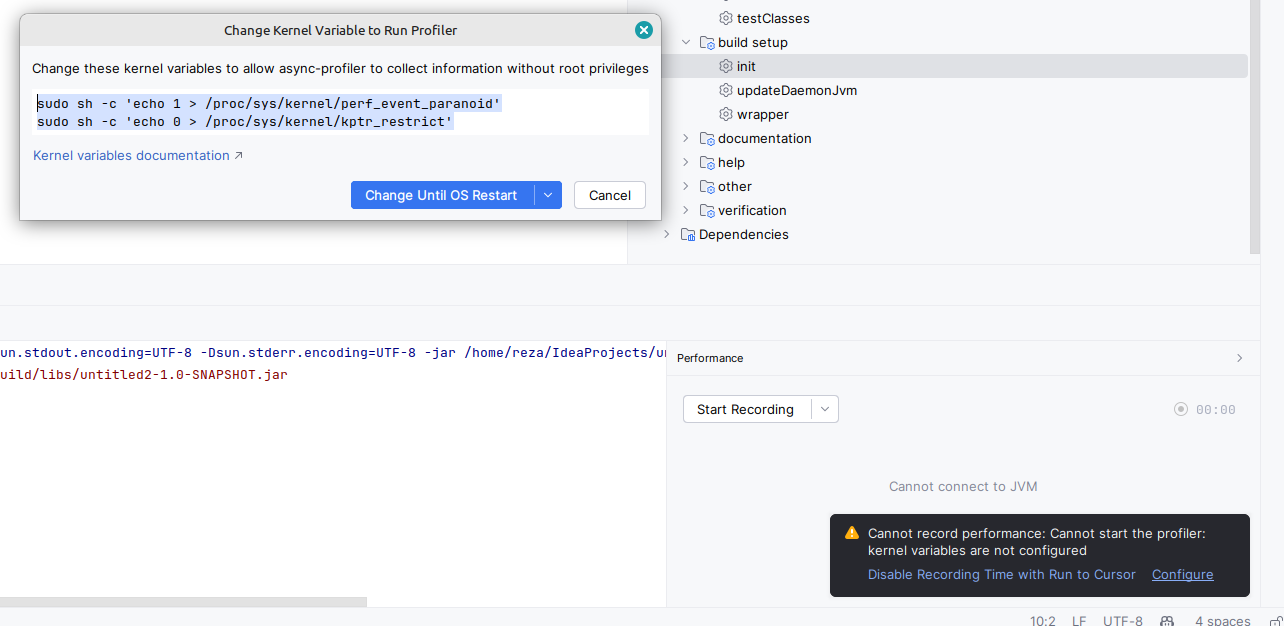 Change Kernel Variable to Run Profiler
Change these kernel variables to allow async-profiler to collect information without root privileges
sudo sh -c 'echo 1 > /proc/sys/kernel/perf_event_paranoid'
sudo sh -c 'echo 0 > /proc/sys/kernel/kptr_restrict'
Kernel variables documentation ↗
Change Until OS Restart
Cancel
testClasses
build setup
init
updateDaemonJvm
wrapper
documentation
help
other
verification
Dependencies
un.stdout.encoding=UTF-8 -Dsun.stderr.encoding=UTF-8 -jar /home/reza/IdeaProjects/
uild/libs/untitled2-1.0-SNAPSHOT.jar
Performance
Start Recording
00:00
Cannot connect to JVM
Cannot record performance: Cannot start the profiler:
kernel variables are not configured
Disable Recording Time with Run to Cursor Configure
10:2 LF UTF-8 4 spaces